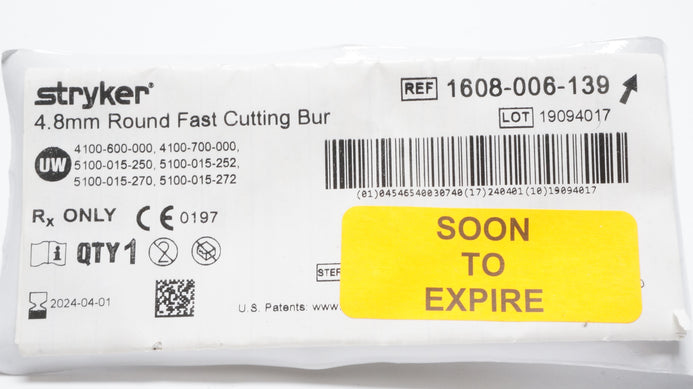 stryker®
REF 1608-006-139
4.8mm Round Fast Cutting Bur
LOT 19094017
UW
4100-600-000, 4100-700-000,
5100-015-250, 5100-015-252,
5100-015-270, 5100-015-272
(01)04546540030740(17)240401(10)19094017
Rx ONLY CE 0197
QTY 1 2
SOON
TO
EXPIRE
2024-04-01
U.S. Patents: www.